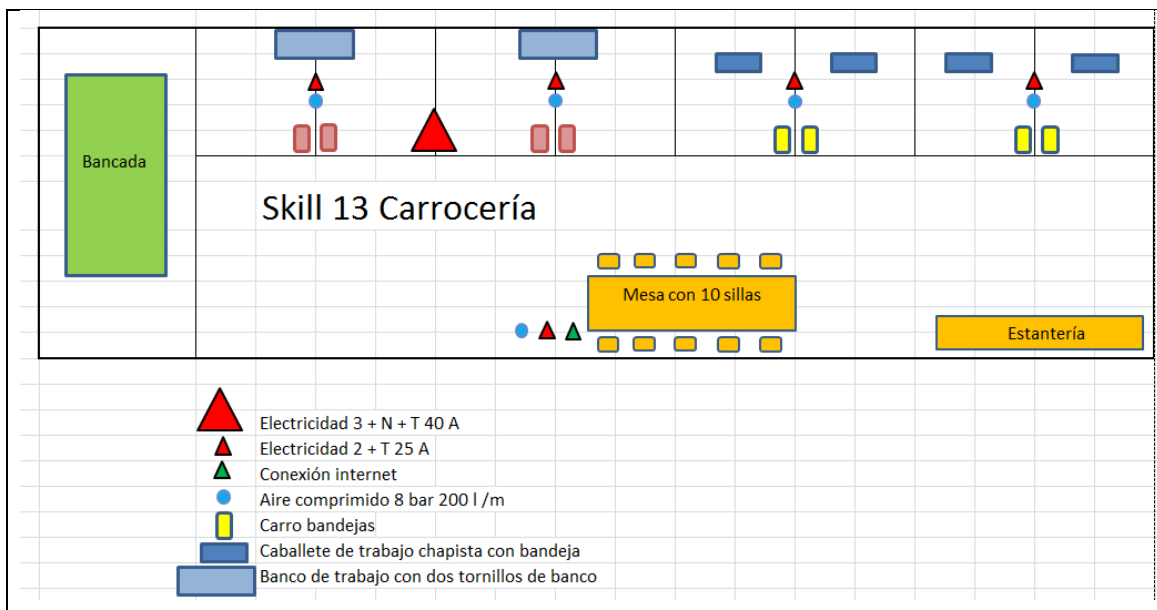 Bancada
Skill 13 Carrocería
Mesa con 10 sillas
Estantería
Electricidad 3 + N + T 40 A
Electricidad 2 + T 25 A
Conexión internet
Aire comprimido 8 bar 200 l /m
Carro bandejas
Caballete de trabajo chapista con bandeja
Banco de trabajo con dos tornillos de banco